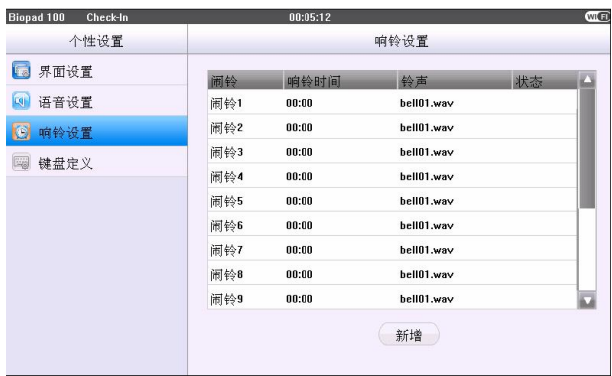 Biopad 100 Check-In 00:05:12 WIFI
个性设置
响铃设置
界面设置
语音设置
响铃设置
键盘定义
闹铃 响铃时间 铃声 状态
闹铃1 00:00 bell01.wav
闹铃2 00:00 bell01.wav
闹铃3 00:00 bell01.wav
闹铃4 00:00 bell01.wav
闹铃5 00:00 bell01.wav
闹铃6 00:00 bell01.wav
闹铃7 00:00 bell01.wav
闹铃8 00:00 bell01.wav
闹铃9 00:00 bell01.wav
新增